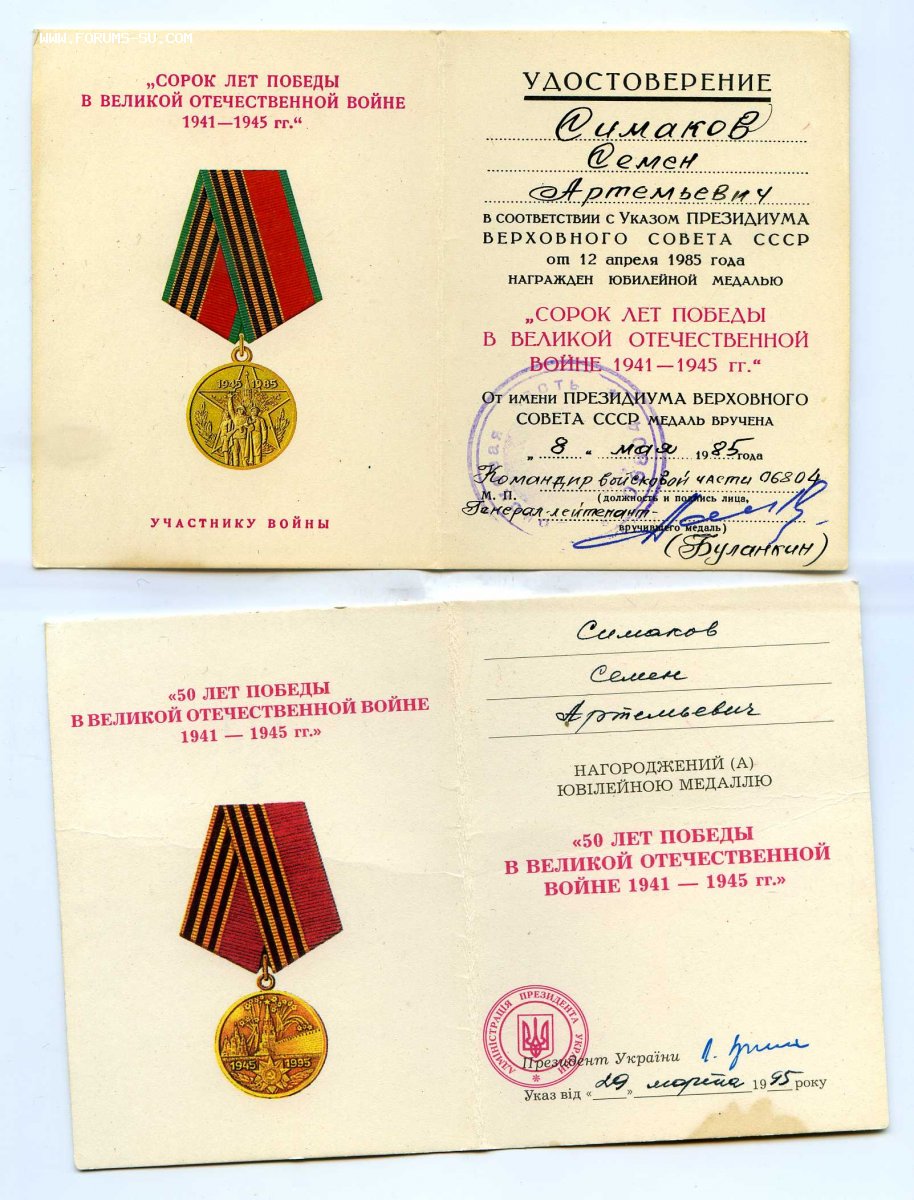 WWW.FORUMS-SU.COM
„СОРОК ЛЕТ ПОБЕДЫ
В ВЕЛИКОЙ ОТЕЧЕСТВЕННОЙ ВОЙНЕ
1941—1945 гг.“
1945 1985
УЧАСТНИКУ ВОЙНЫ
УДОСТОВЕРЕНИЕ
Симаков
Семен
Артемьевич
В СООТВЕТСТВИИ С УКАЗОМ ПРЕЗИДИУМА
ВЕРХОВНОГО СОВЕТА СССР
от 12 апреля 1985 года
НАГРАЖДЕН ЮБИЛЕЙНОЙ МЕДАЛЬЮ
„СОРОК ЛЕТ ПОБЕДЫ
В ВЕЛИКОЙ ОТЕЧЕСТВЕННОЙ
ВОЙНЕ 1941—1945 гг.“
ОТ ИМЕНИ ПРЕЗИДИУМА ВЕРХОВНОГО
СОВЕТА СССР МЕДАЛЬ ВРУЧЕНА
„8“ мая 1985 года
Командир войсковой части 06804
М. П. (должность и подпись лица,
Генерал-лейтенант-
вручившего медаль)
(Буланкин)
«50 ЛЕТ ПОБЕДЫ
В ВЕЛИКОЙ ОТЕЧЕСТВЕННОЙ ВОЙНЕ
1941 — 1945 гг.»
1945 1995
Симаков
Семен
Артемьевич
НАГОРОДЖЕНИЙ (А)
ЮВІЛЕЙНОЮ МЕДАЛЛЮ
«50 ЛЕТ ПОБЕДЫ
В ВЕЛИКОЙ ОТЕЧЕСТВЕННОЙ
ВОЙНЕ 1941 — 1945 гг.»
АДМІНІСТРАЦІЯ ПРЕЗИДЕНТА УКРАЇНИ
Президент України
Указ від «29» марта 1995 року